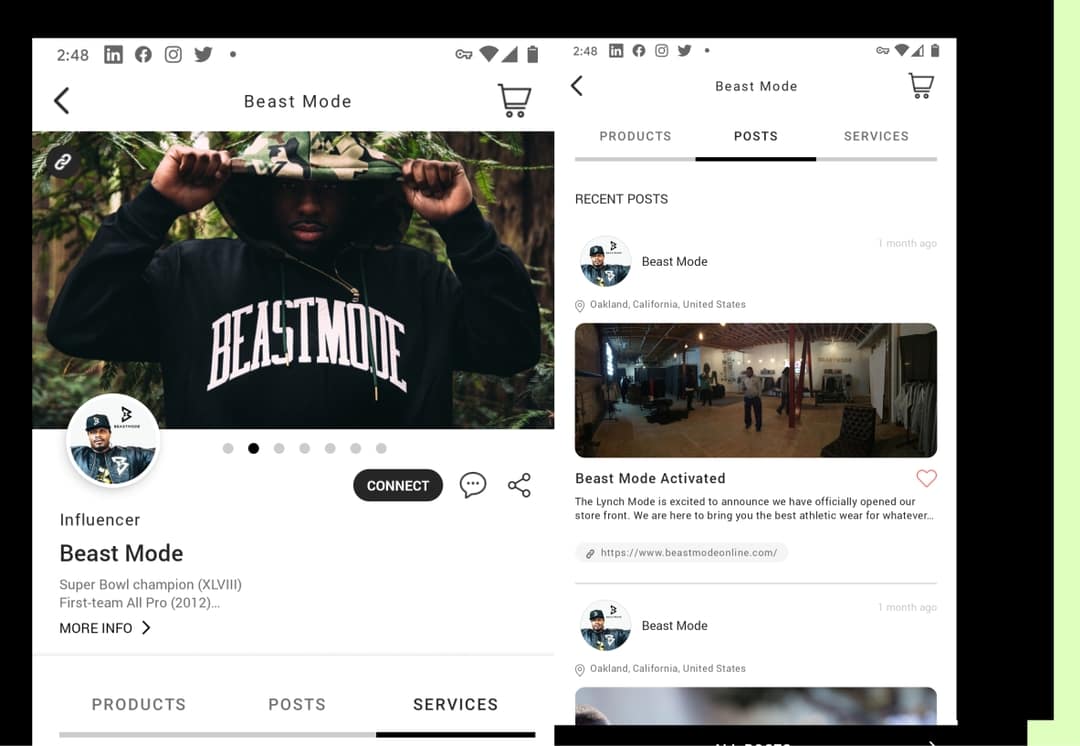 2:48
Beast Mode
BEASTMODE
BEASTMODE
CONNECT
Influencer
Beast Mode
Super Bowl champion (XLVIII)
First-team All Pro (2012)...
MORE INFO
PRODUCTS POSTS SERVICES
2:48
Beast Mode
PRODUCTS POSTS SERVICES
RECENT POSTS
1 month ago
Beast Mode
Oakland, California, United States
BEASTMODE
Beast Mode Activated
The Lynch Mode is excited to announce we have officially opened our
store front. We are here to bring you the best athletic wear for whatever...
https://www.beastmodeonline.com/
1 month ago
Beast Mode
Oakland, California, United States
ALL POSTS